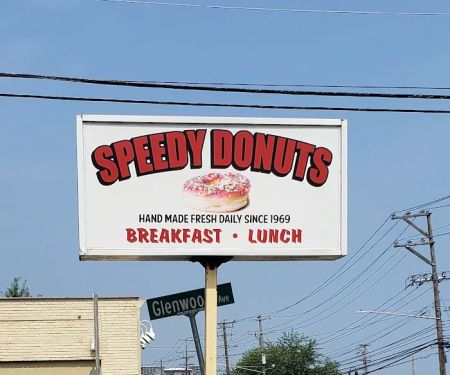 SPEEDY DONUTS
HAND MADE FRESH DAILY SINCE 1969
BREAKFAST • LUNCH
Glenwoo Ave